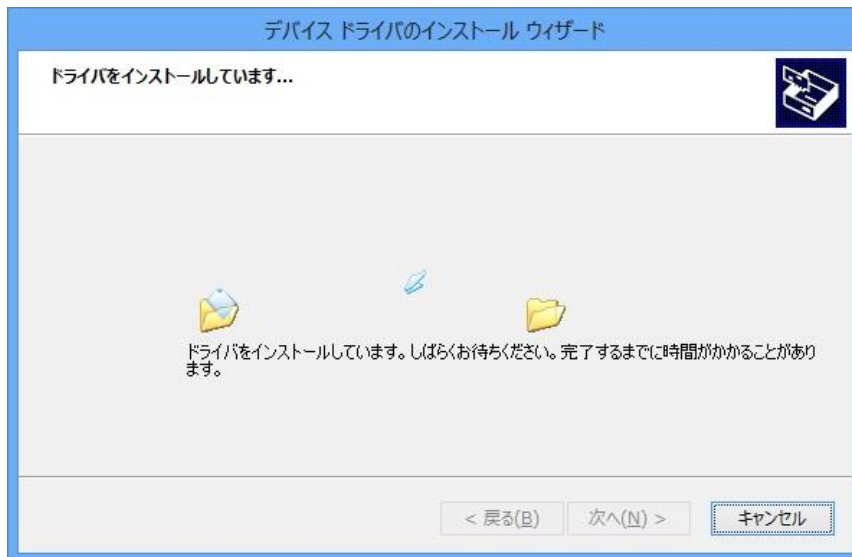 デバイス ドライバのインストール ウィザード
ドライバをインストールしています...
ドライバをインストールしています。しばらくお待ちください。完了するまでに時間がかかることがあり
ます。
< 戻る(B) 次へ(N) > キャンセル